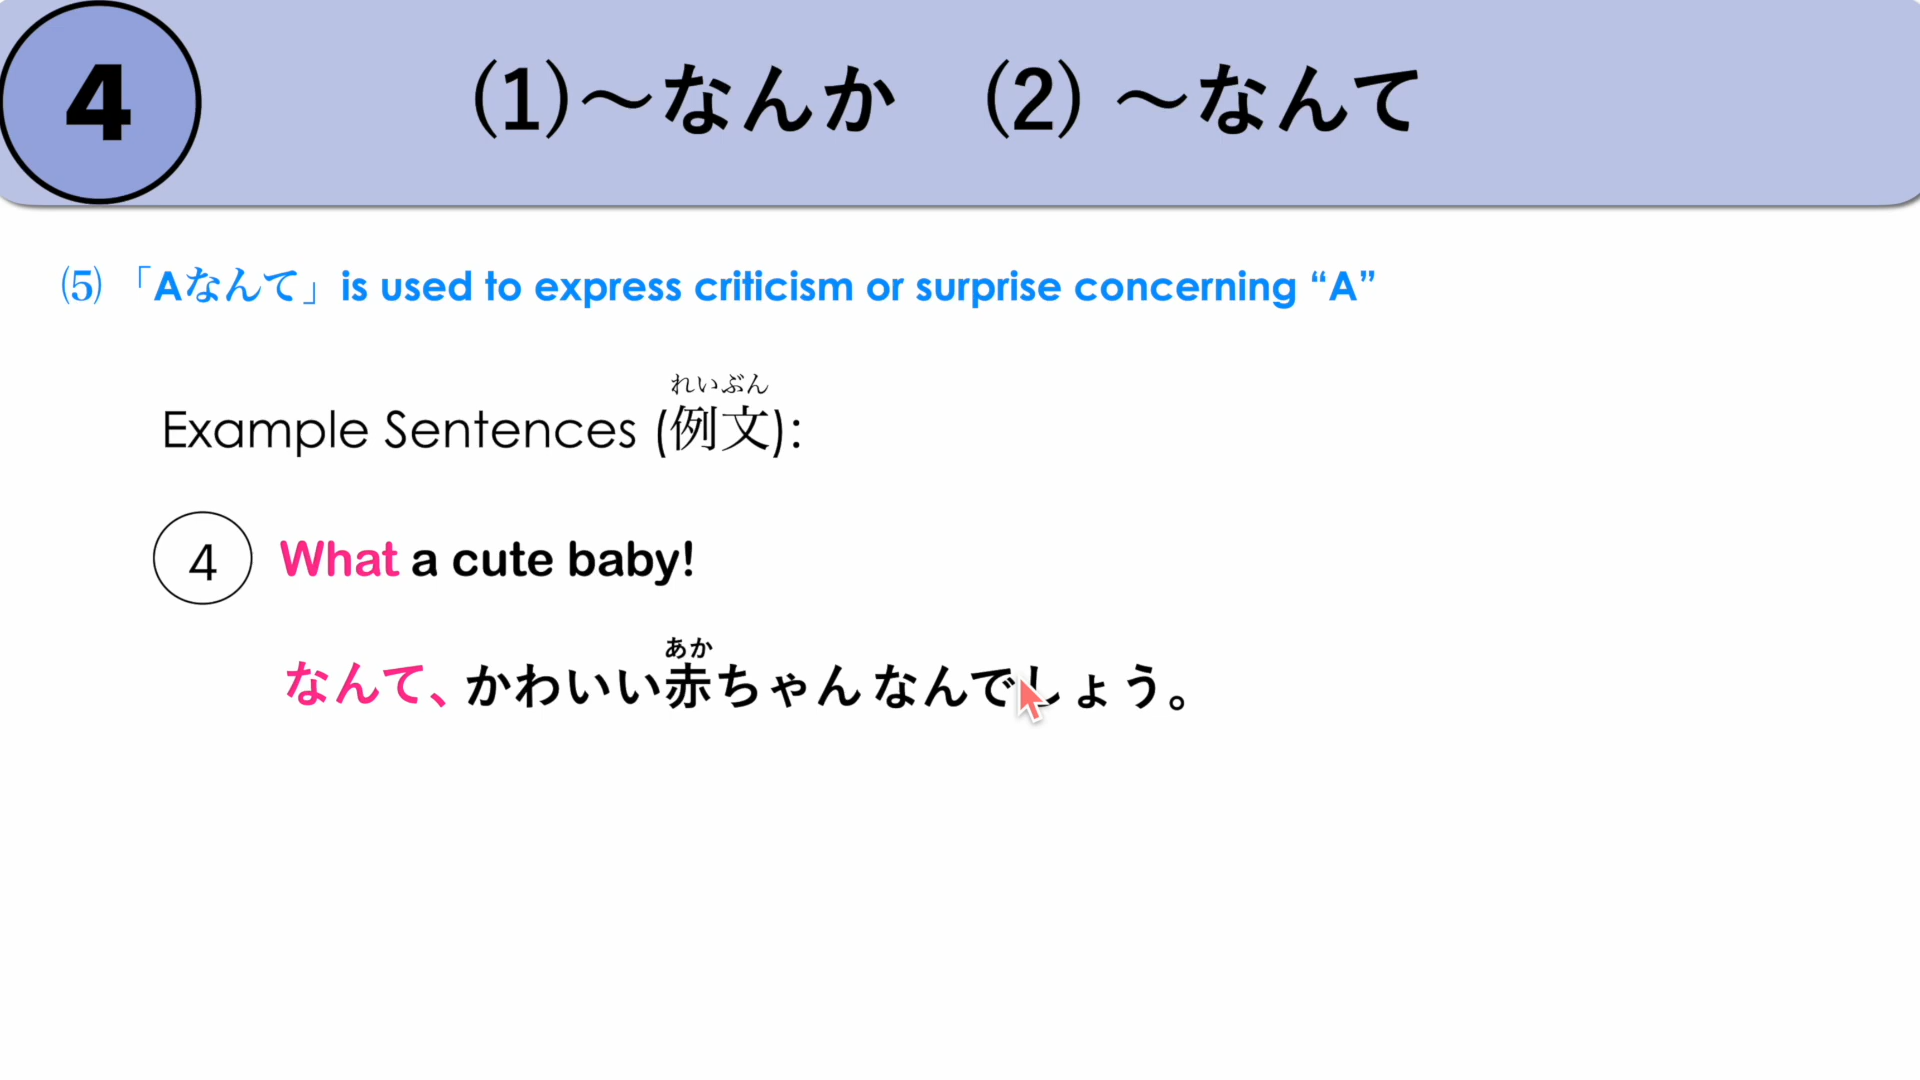 4
(1)～なんか (2) ～なんて
(5) 「Aなんて」is used to express criticism or surprise concerning “A”
れいぶん
Example Sentences (例文):
4 What a cute baby!
あか
なんて、かわいい赤ちゃん なんでしょう。